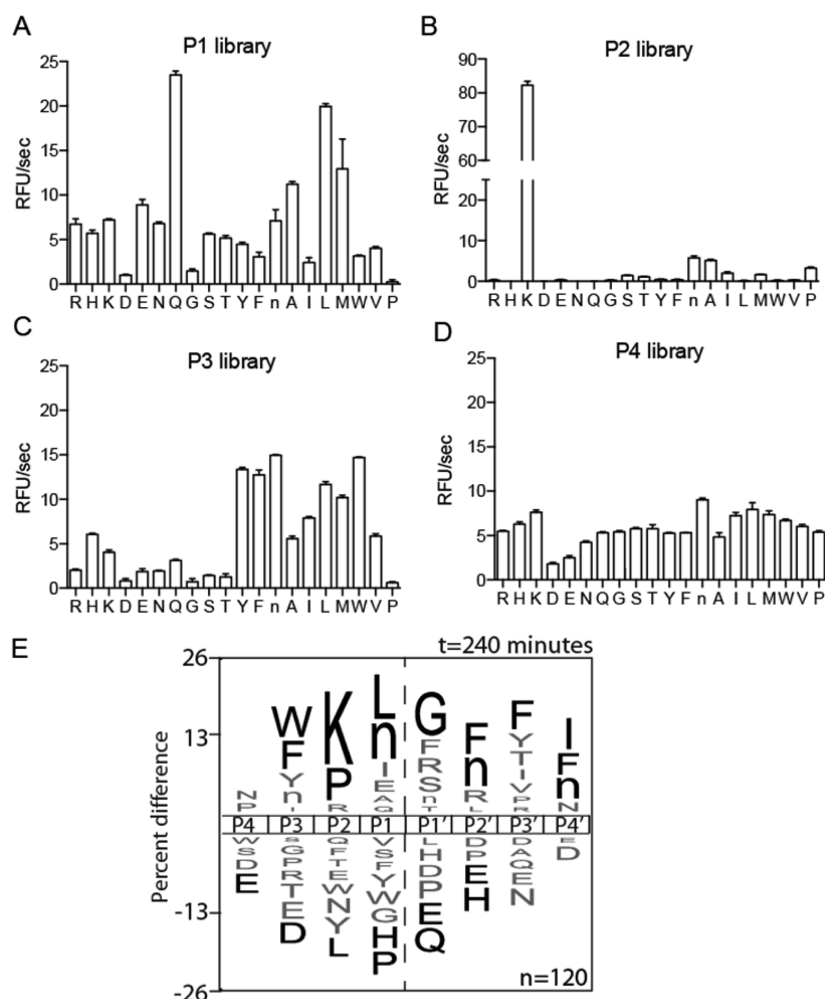 A
P1 library
RFU/sec
25
20
15
10
5
0
R H K D E N Q G S T Y F n A I L M W V P
B
P2 library
RFU/sec
90
80
70
60
20
10
0
R H K D E N Q G S T Y F n A I L M W V P
C
P3 library
RFU/sec
25
20
15
10
5
0
R H K D E N Q G S T Y F n A I L M W V P
D
P4 library
RFU/sec
25
20
15
10
5
0
R H K D E N Q G S T Y F n A I L M W V P
E
t=240 minutes
Percent difference
26
13
-13
-26
W K L G F F I
F P n F n Y F
Y R I R R T n
n E S L I N
N A n V
P Q T P R
P4 P3 P2 P1 P1' P2' P3' P4'
W G Q V L D D D
S P F S H P A
D R T F D E Q
E T E Y P H E
E W W E N
D N G Q
Y H
L P
n=120